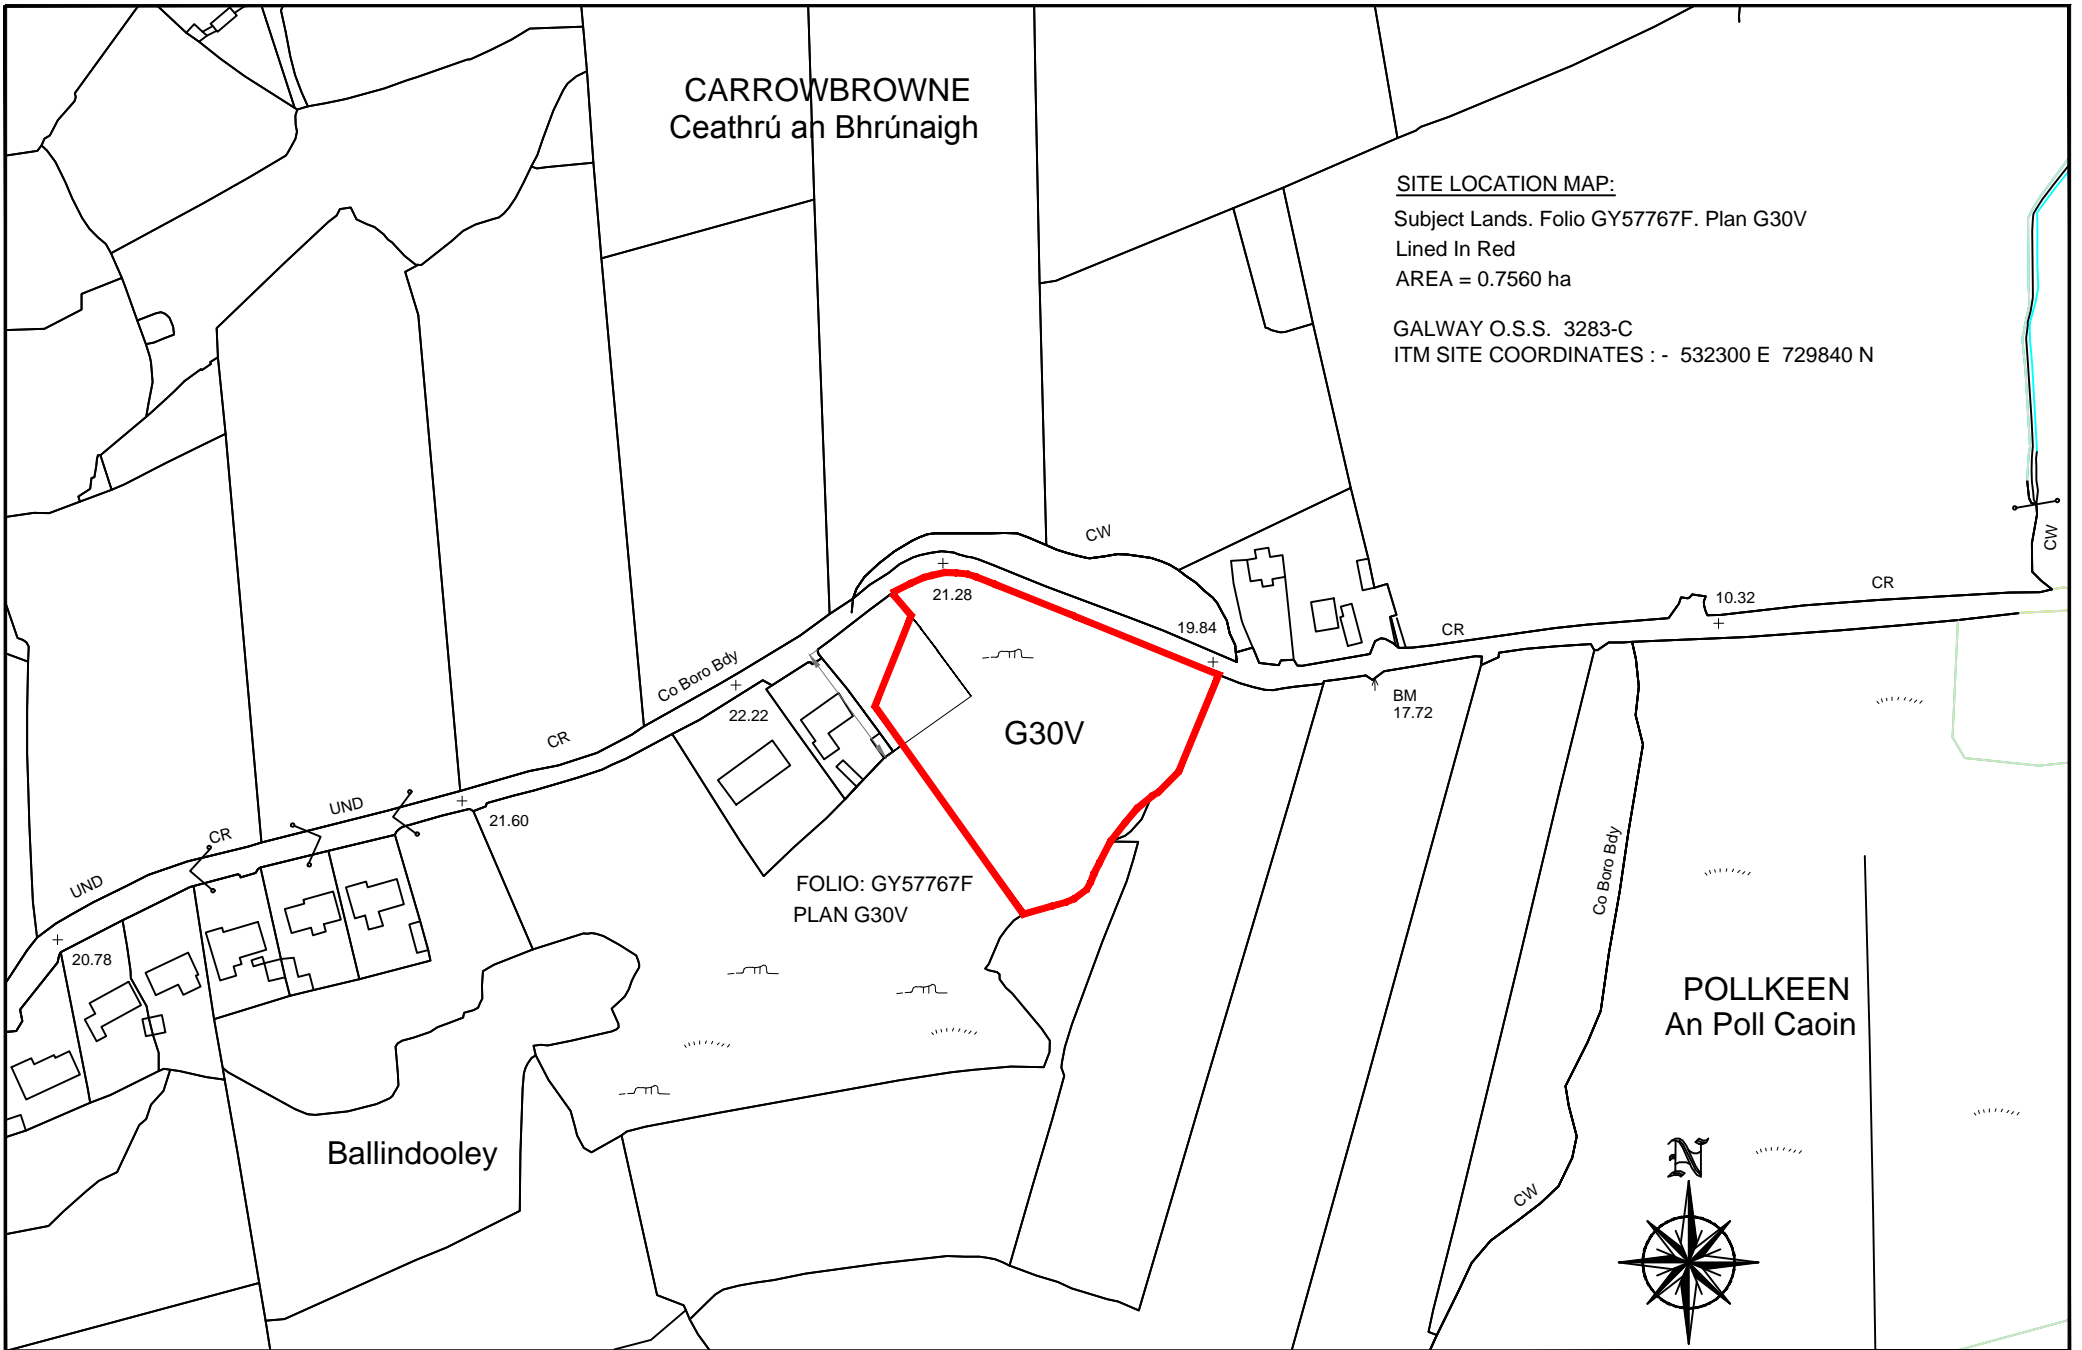 CARROWBROWNE
Ceathrú an Bhrúnaigh
SITE LOCATION MAP:
Subject Lands. Folio GY57767F. Plan G30V
Lined In Red
AREA = 0.7560 ha
GALWAY O.S.S. 3283-C
ITM SITE COORDINATES : - 532300 E 729840 N
CW
CW
21.28
CR
10.32
19.84
CR
Co Boro Bdy
22.22
BM
17.72
G30V
CR
UND
21.60
CR
UND
FOLIO: GY57767F
PLAN G30V
Co Boro Bdy
20.78
POLLKEEN
An Poll Caoin
Ballindooley
N
CW